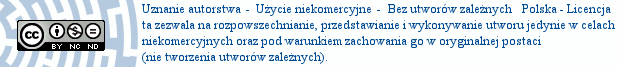 Uznanie autorstwa - Użycie niekomercyjne - Bez utworów zależnych Polska - Licencja
ta zezwala na rozpowszechnianie, przedstawianie i wykonywanie utworu jedynie w celach
niekomercyjnych oraz pod warunkiem zachowania go w oryginalnej postaci
(nie tworzenia utworów zależnych).
cc
BY NC ND